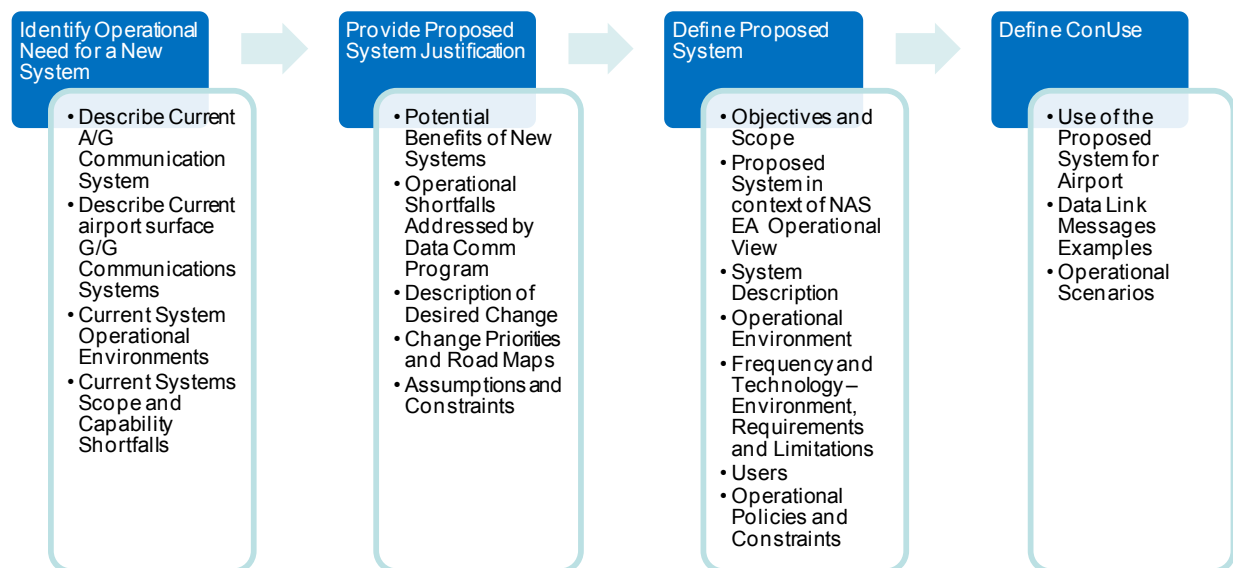 Identify Operational
Need for a New
System
• Describe Current
A/G
Communication
System
• Describe Current
airport surface
G/G
Communications
Systems
• Current System
Operational
Environments
• Current Systems
Scope and
Capability
Shortfalls
Provide Proposed
System Justification
• Potential
Benefits of New
Systems
• Operational
Shortfalls
Addressed by
Data Comm
Program
• Description of
Desired Change
• Change Priorities
and Road Maps
• Assumptions and
Constraints
Define Proposed
System
• Objectives and
Scope
• Proposed
System in
context of NAS
EA Operational
View
• System
Description
• Operational
Environment
• Frequency and
Technology –
Environment,
Requirements
and Limitations
• Users
• Operational
Policies and
Constraints
Define ConUse
• Use of the
Proposed
System for
Airport
• Data Link
Messages
Examples
• Operational
Scenarios